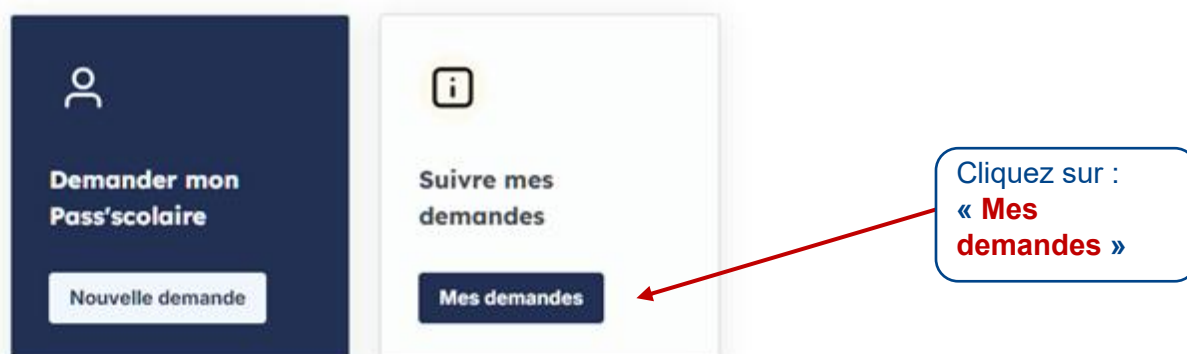 Demander mon
Pass'scolaire
Nouvelle demande
Suivre mes
demandes
Mes demandes
Cliquez sur :
« Mes
demandes »